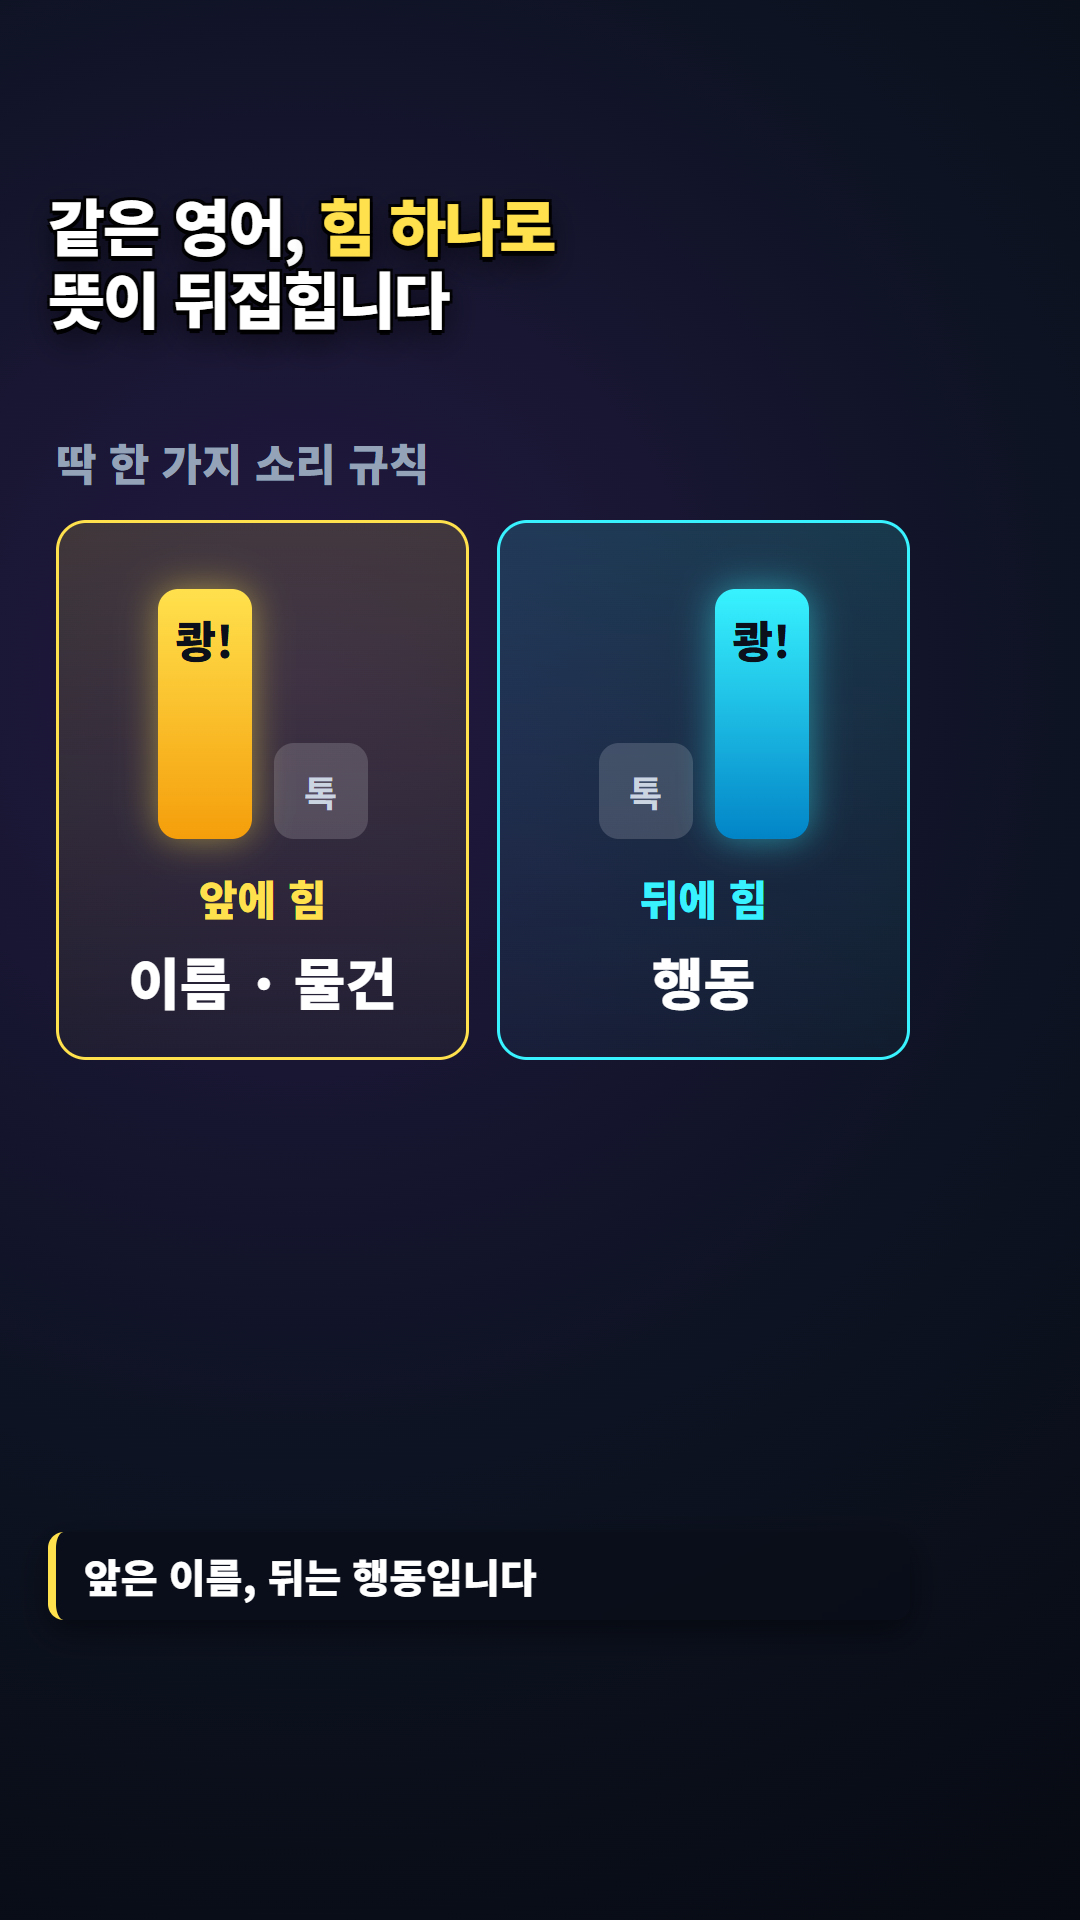 같은 영어, 힘 하나로
뜻이 뒤집힙니다
딱 한 가지 소리 규칙
쾅!
톡
앞에 힘
이름 · 물건
톡
쾅!
뒤에 힘
행동
앞은 이름, 뒤는 행동입니다